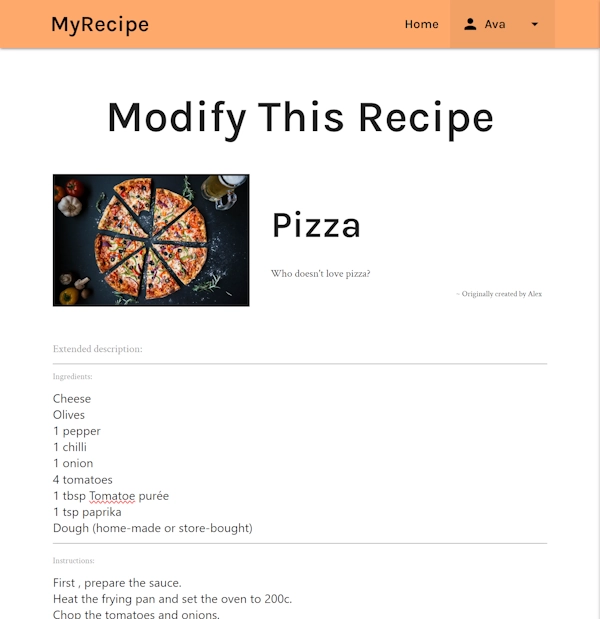 MyRecipe
Home
Ava
Modify This Recipe
Pizza
Who doesn't love pizza?
~ Originally created by Alex
Extended description:
Ingredients:
Cheese
Olives
1 pepper
1 chilli
1 onion
4 tomatoes
1 tbsp Tomatoe purée
1 tsp paprika
Dough (home-made or store-bought)
Instructions:
First , prepare the sauce.
Heat the frying pan and set the oven to 200c.
Chop the tomatoes and onions.